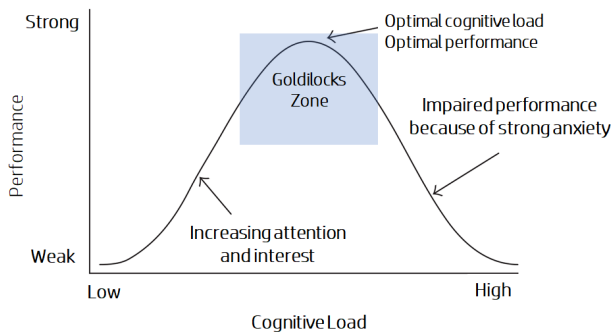 Strong
Optimal cognitive load
Optimal performance
Goldilocks
Zone
Impaired performance
because of strong anxiety
Performance
Increasing attention
and interest
Weak
Low
High
Cognitive Load